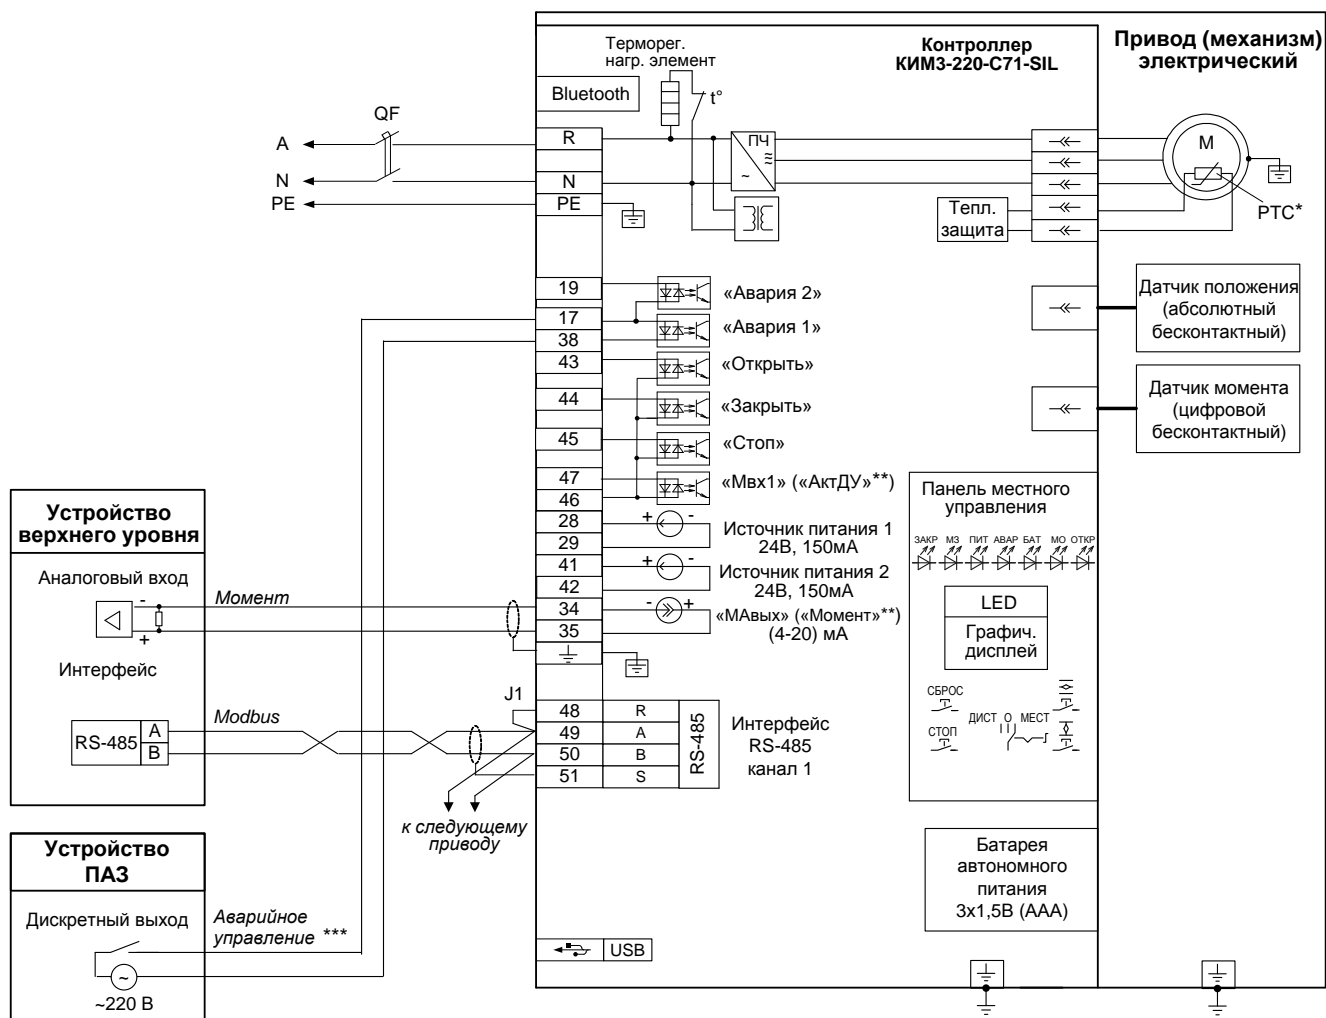 Терморег.
нагр. элемент
Контроллер
КИМ3-220-С71-SIL
Привод (механизм)
электрический
Bluetooth
t°
QF
A
R
ПЧ
≈
~
M
N
N
PE
PE
Тепл.
защита
PTC*
19
«Авария 2»
17
«Авария 1»
38
43
«Открыть»
44
«Закрыть»
45
«Стоп»
47
«Мвх1» («АктДУ»**)
46
28
+ -
Источник питания 1
24В, 150мА
29
41
+ -
Источник питания 2
24В, 150мА
42
34
- +
«МАвых» («Момент»**)
(4-20) мА
35
Датчик положения
(абсолютный
бесконтактный)
Датчик момента
(цифровой
бесконтактный)
Панель местного
управления
ЗАКР МЗ ПИТ АВАР БАТ МО ОТКР
LED
Графич.
дисплей
СБРОС
ДИСТ О МЕСТ
СТОП
Устройство
верхнего уровня
Аналоговый вход
-
+
Момент
Интерфейс
RS-485
A
B
Modbus
J1
48 R
49 A
50 B
51 S
RS-485
Интерфейс
RS-485
канал 1
к следующему
приводу
Батарея
автономного
питания
3х1,5В (ААА)
Устройство
ПАЗ
Дискретный выход
Аварийное
управление ***
~
~220 В
USB